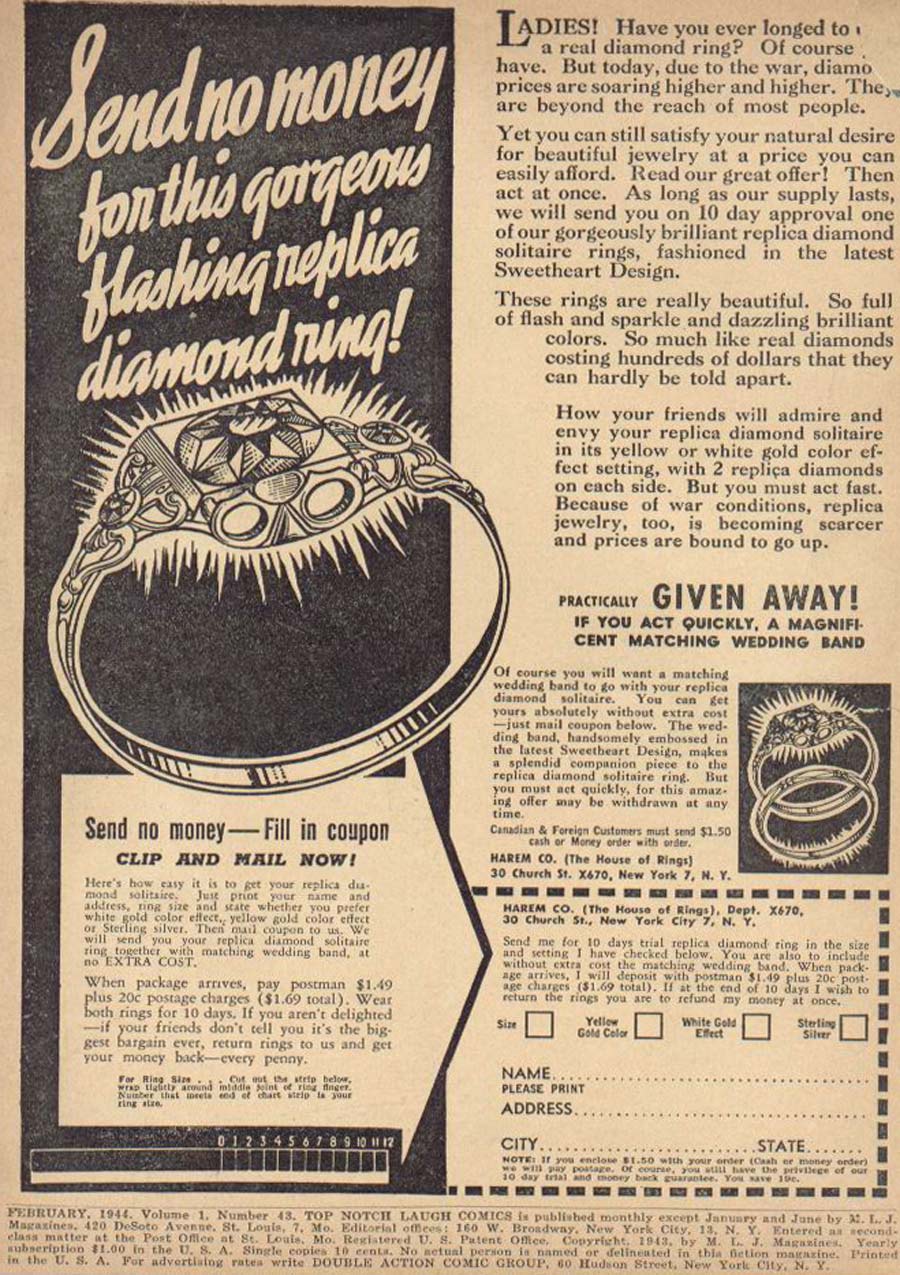 Send no money
for this gorgeous
flashing replica
diamond ring!
LADIES! Have you ever longed to
a real diamond ring? Of course
have. But today, due to the war,
prices are soaring higher and higher.
are beyond the reach of most people.
Yet you can still satisfy your natural desire
for beautiful jewelry at a price you can
easily afford. Read our great offer! Then
act at once. As long as our supply lasts,
we will send you on 10 day approval one
of our gorgeously brilliant replica diamond
solitaire rings, fashioned in the latest
Sweetheart Design.
These rings are really beautiful. So full
of flash and sparkle and dazzling brilliant
colors. So much like real diamonds
costing hundreds of dollars that they
can hardly be told apart.
How your friends will admire and
envy your replica diamond solitaire
in its yellow or white gold color ef-
fect setting, with 2 replica diamonds
on each side. But you must act fast.
Because of war conditions, replica
jewelry, too, is becoming scarcer
and prices are bound to go up.
PRACTICALLY GIVEN AWAY!
IF YOU ACT QUICKLY, A MAGNIFI-
CENT MATCHING WEDDING BAND
Of course you will want a matching
wedding band to go with your replica
diamond solitaire. You can get
yours absolutely without extra cost
—just mail coupon below. The wed-
ding band, handsomely embossed in
the latest Sweetheart Design, makes
a splendid companion piece to the
replica diamond solitaire ring. But
you must act quickly, for this amaz-
ing offer may be withdrawn at any
time.
Canadian & Foreign Customers must send $1.50
cash or Money order with order.
HAREM CO. (The House of Rings)
30 Church St. X670, New York 7, N. Y.
Send no money—Fill in coupon
CLIP AND MAIL NOW!
Here's how easy it is to get your replica dia-
mond solitaire. Just print your name and
address, ring size and state whether you prefer
white gold color effect, yellow gold color effect
or Sterling silver. Then mail coupon to us. We
will send you your replica diamond solitaire
ring together with matching wedding band, at
no EXTRA COST.
When package arrives, pay postman $1.49
plus 20c postage charges ($1.69 total). Wear
both rings for 10 days. If you aren't delighted
—if your friends don't tell you it's the big-
gest bargain ever, return rings to us and get
your money back—every penny.
For Ring Size . . . Cut out the strip below,
wrap tightly around middle joint of ring finger.
Number that meets end of chart strip is your
ring size.
0 1 2 3 4 5 6 7 8 9 10 11 12
HAREM CO. (The House of Rings), Dept. X670,
30 Church St., New York City 7, N. Y.
Send me for 10 days trial replica diamond ring in the size
and setting I have checked below. You are also to include
without extra cost the matching wedding band. When pack-
age arrives, I will deposit with postman $1.49 plus 20c post-
age charges ($1.69 total). If at the end of 10 days I wish to
return the rings you are to refund my money at once.
Size Yellow Gold Color White Gold Effect Sterling Silver
NAME
PLEASE PRINT
ADDRESS
CITY STATE
NOTE: If you enclose $1.50 with your order (Cash or money order)
we will pay postage. Of course, you still have the privilege of our
10 day trial and money back guarantee. You save 19c.
FEBRUARY, 1944. Volume 1, Number 43. TOP NOTCH LAUGH COMICS is published monthly except January and June by M. L. J.
Magazines, 420 DeSoto Avenue, St. Louis, 7, Mo. Editorial offices: 160 W. Broadway, New York City, 13, N. Y. Entered as second-
class matter at the Post Office at St. Louis, Mo. Registered U. S. Patent Office. Copyright, 1943, by M. L. J. Magazines. Yearly
subscription $1.00 in the U. S. A. Single copies 10 cents. No actual person is named or delineated in this fiction magazine. Printed
in the U. S. A. For advertising rates write DOUBLE ACTION COMIC GROUP, 60 Hudson Street, New York City, N. Y.